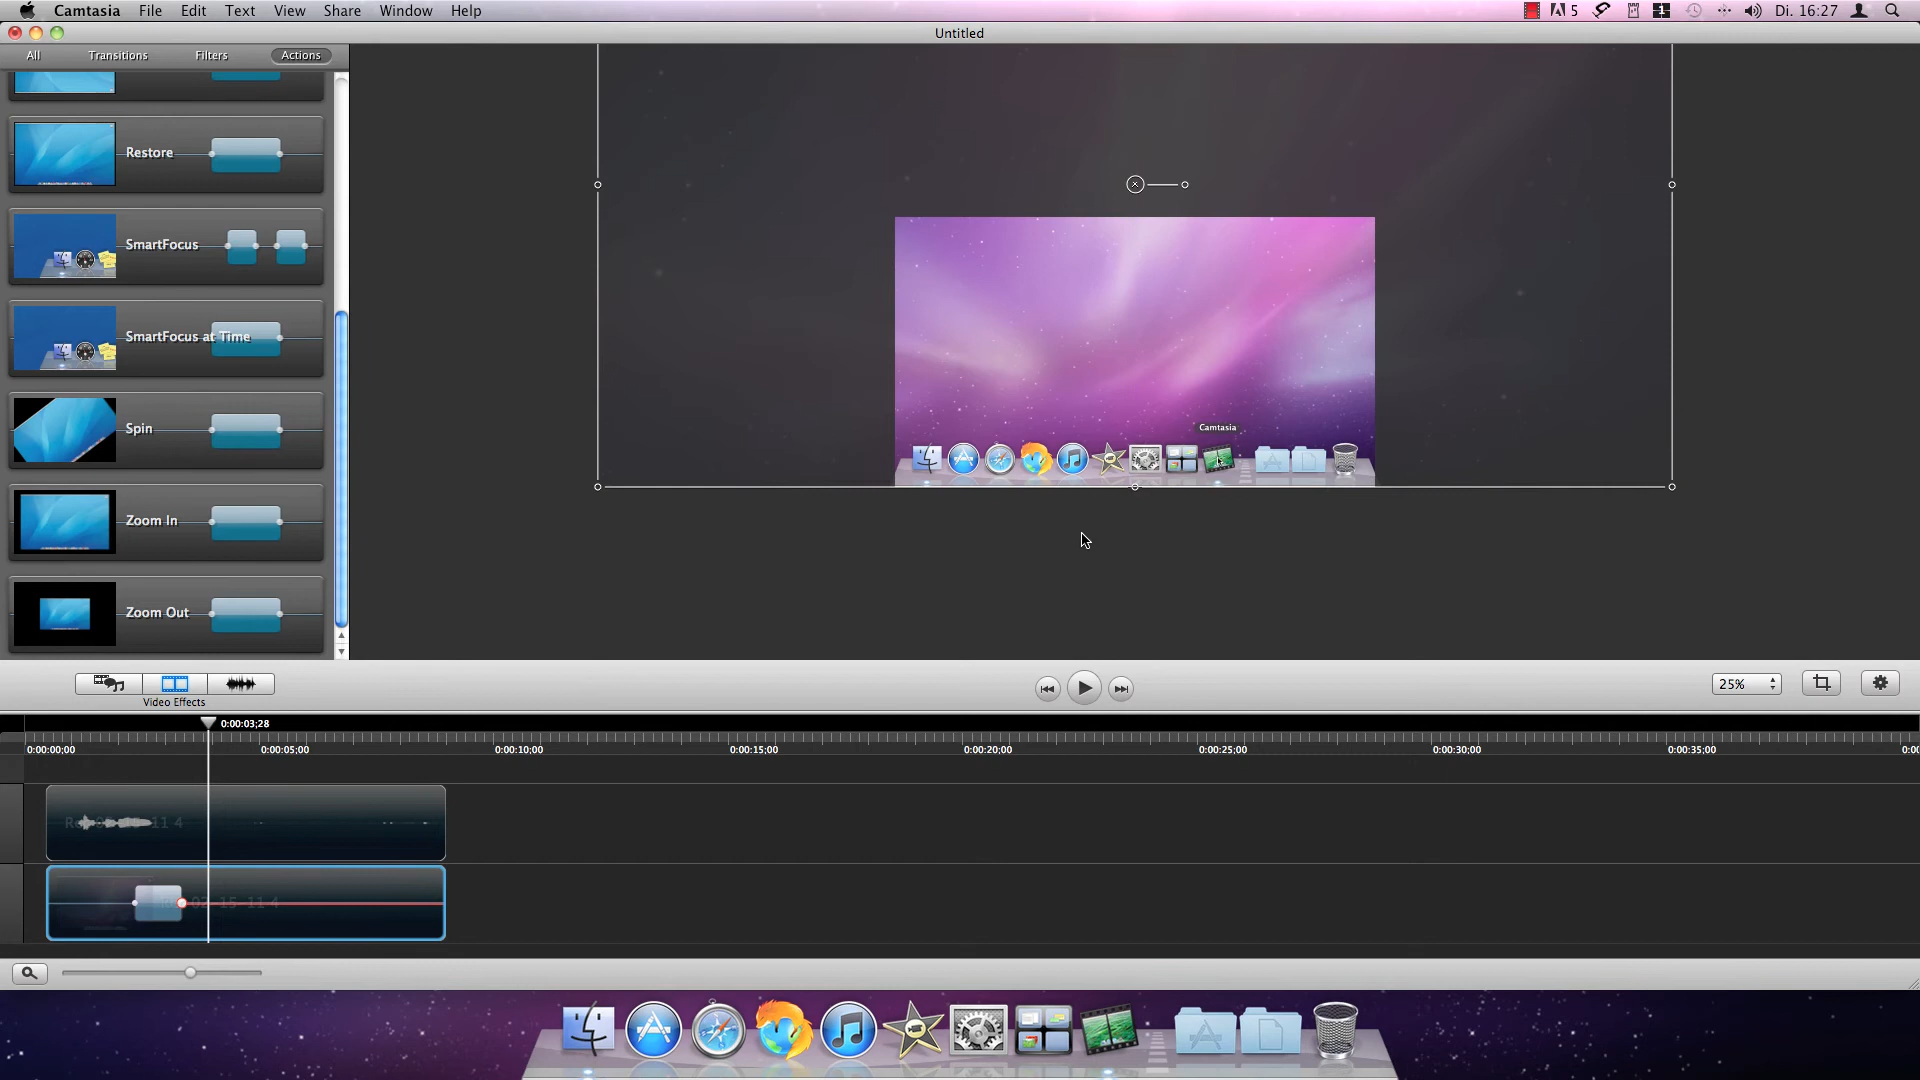 Camtasia File Edit Text View Share Window Help 5 1 Di. 16:27
Untitled
All Transitions Filters Actions
Restore
SmartFocus
SmartFocus at Time
Spin
Zoom In
Zoom Out
Camtasia
Video Effects
25%
0:00:03;28
0:00:00;00 0:00:05;00 0:00:10;00 0:00:15;00 0:00:20;00 0:00:25;00 0:00:30;00 0:00:35;00